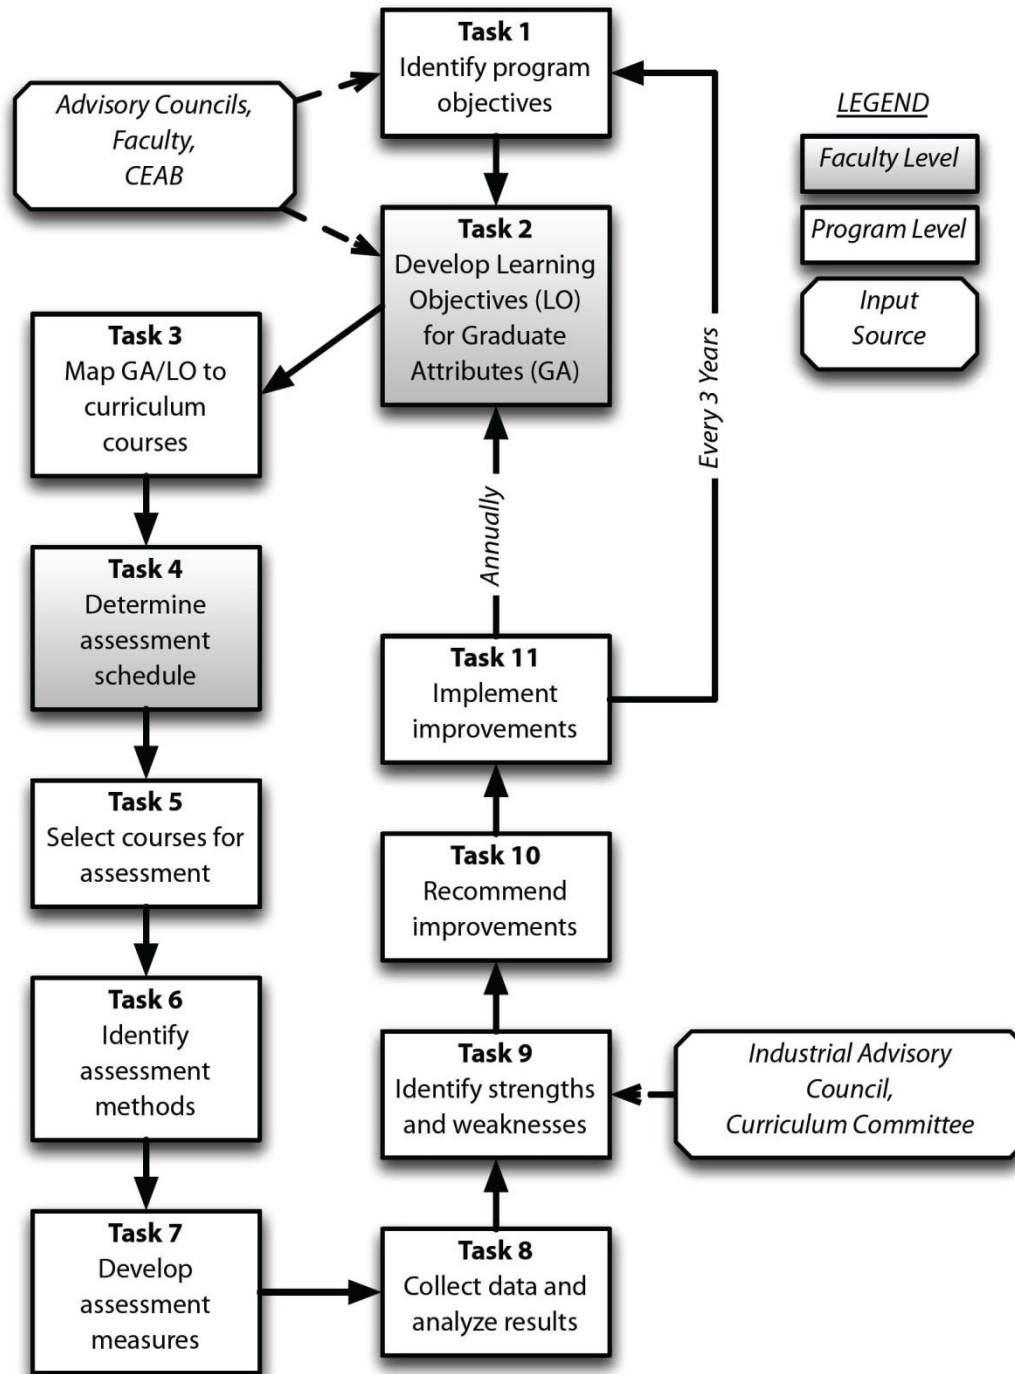 Task 1
Identify program
objectives
Advisory Councils,
Faculty,
CEAB
LEGEND
Faculty Level
Program Level
Input
Source
Task 2
Develop Learning
Objectives (LO)
for Graduate
Attributes (GA)
Task 3
Map GA/LO to
curriculum
courses
Every 3 Years
Annually
Task 4
Determine
assessment
schedule
Task 5
Select courses for
assessment
Task 6
Identify
assessment
methods
Task 7
Develop
assessment
measures
Task 8
Collect data and
analyze results
Task 9
Identify strengths
and weaknesses
Industrial Advisory
Council,
Curriculum Committee
Task 10
Recommend
improvements
Task 11
Implement
improvements